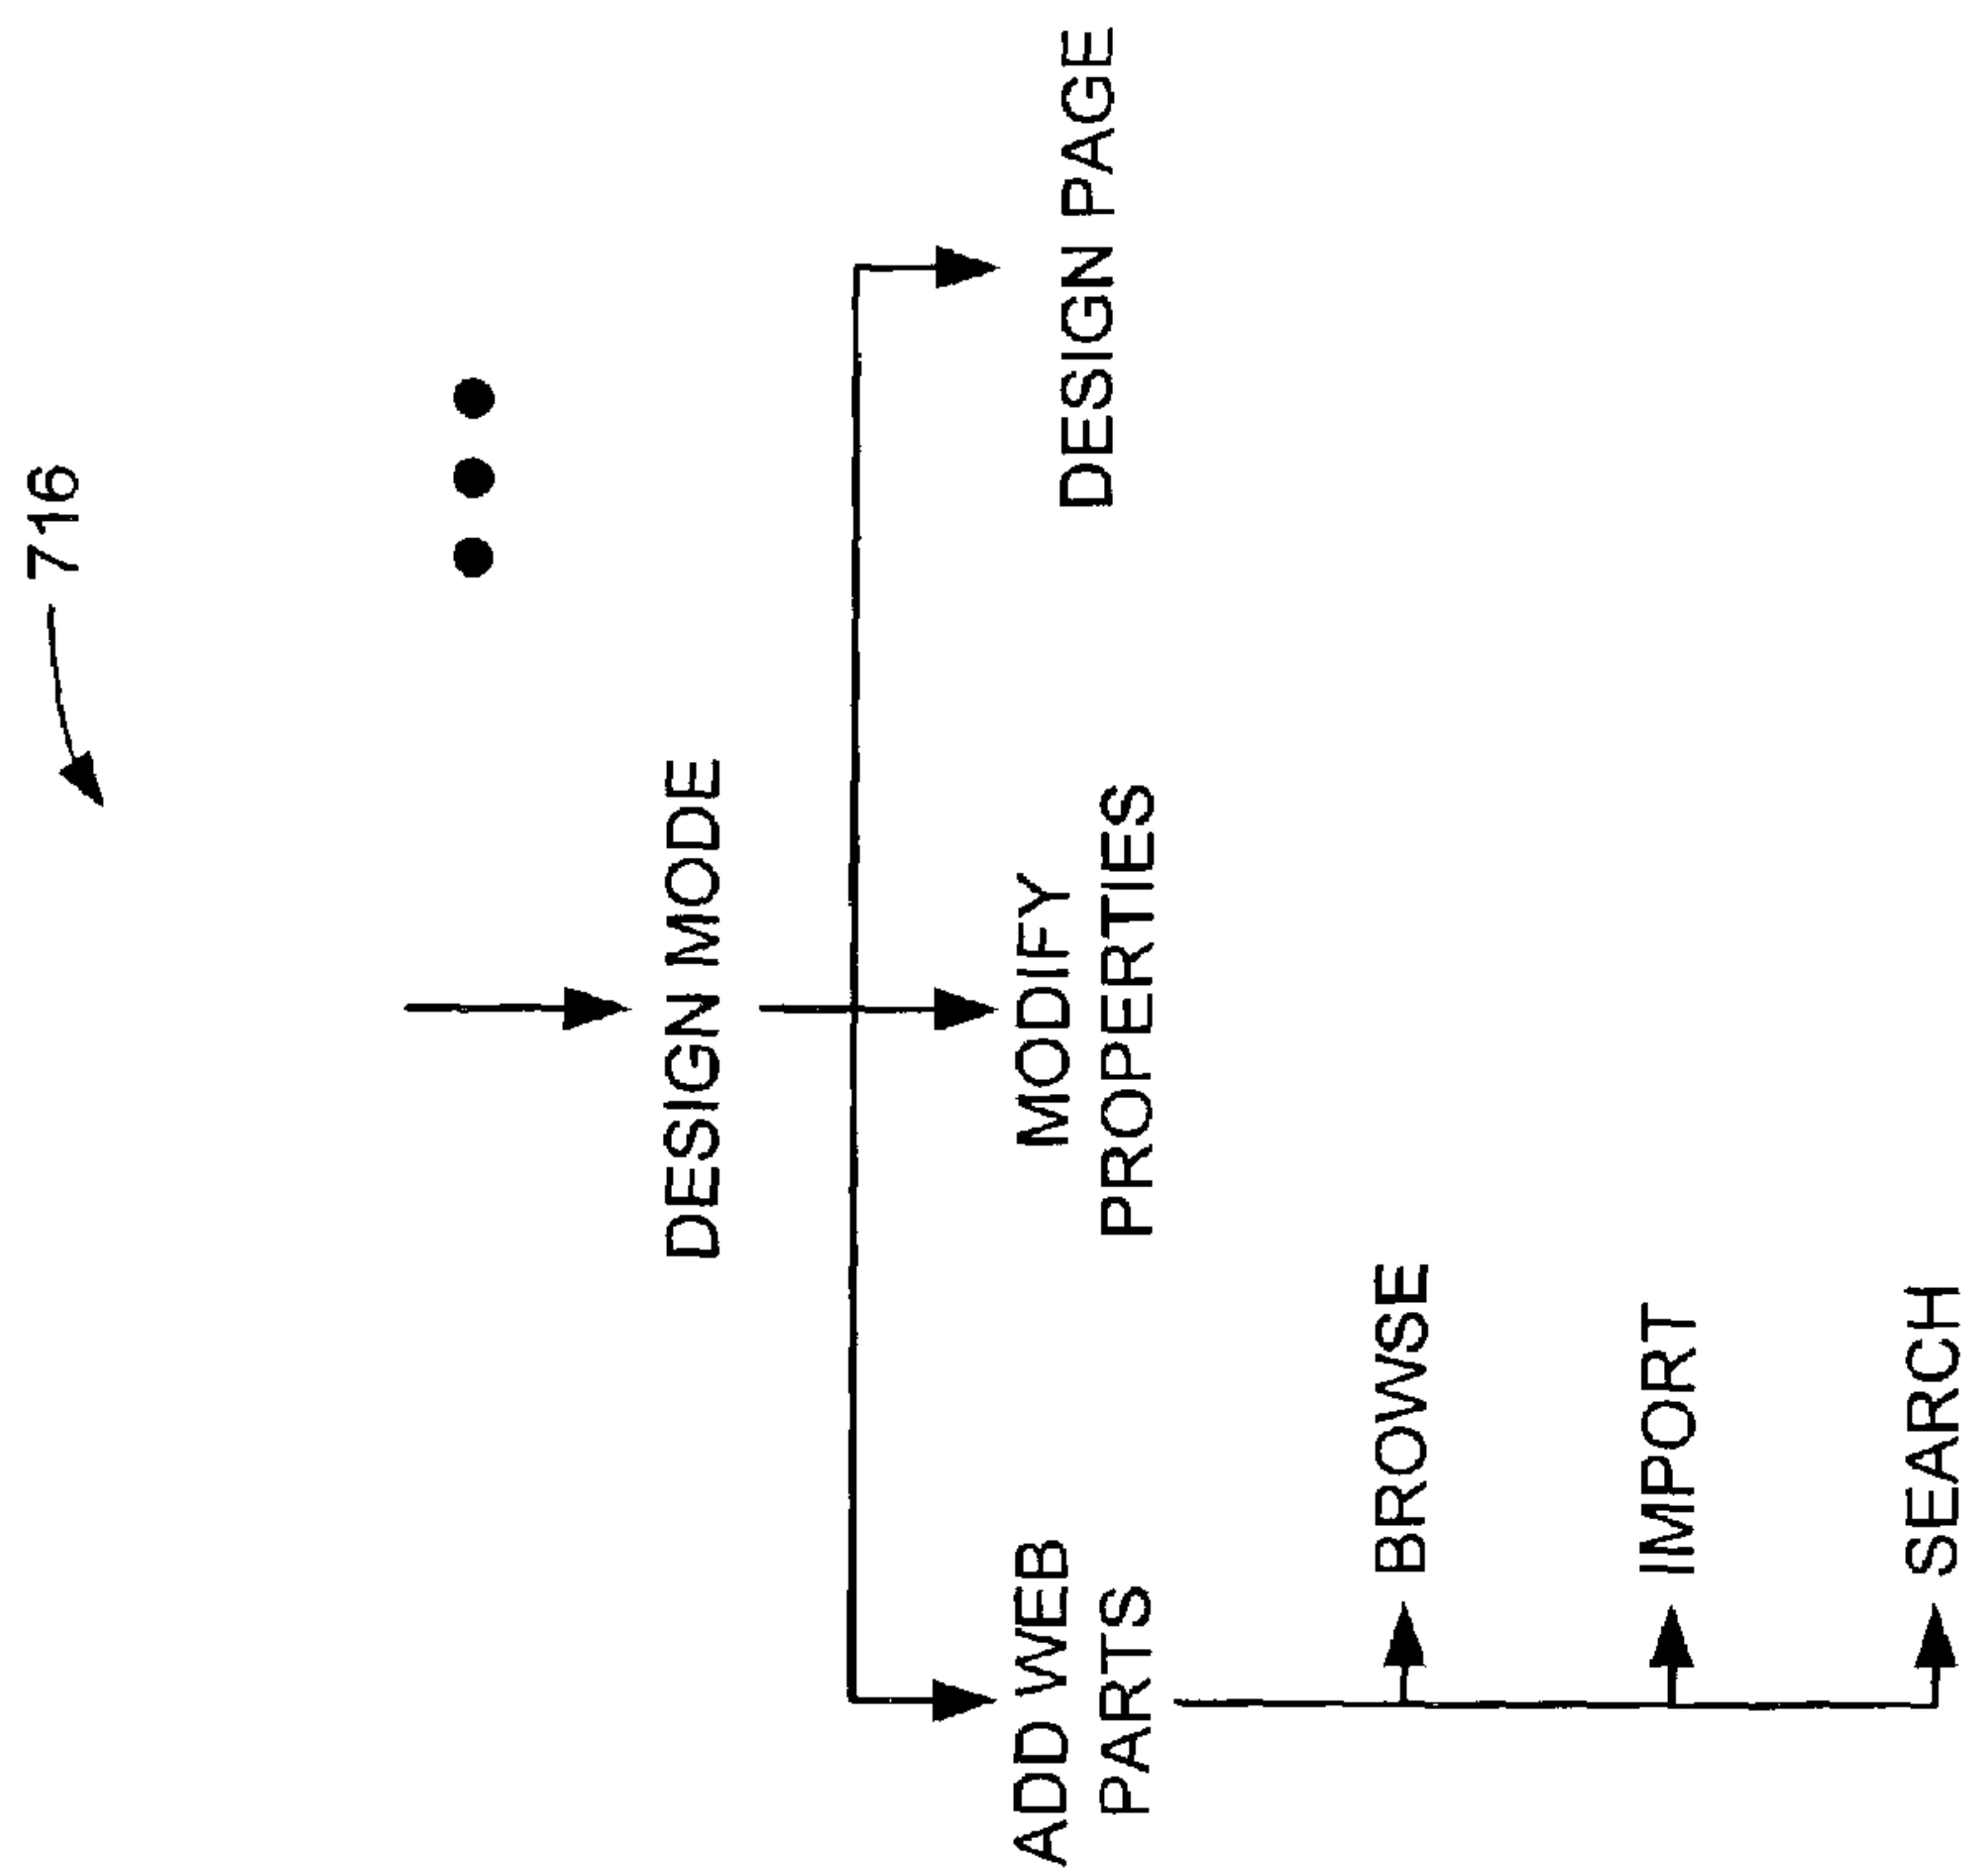 716
DESIGN MODE
ADD WEB
PARTS
MODIFY
PROPERTIES
DESIGN PAGE
BROWSE
IMPORT
SEARCH